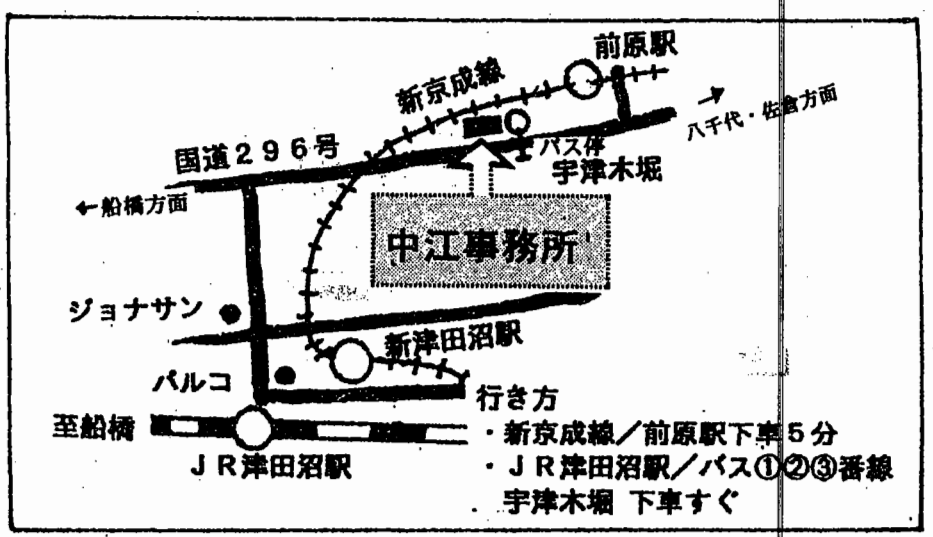 前原駅
新京成線
八千代・佐倉方面
国道296号
バス停
宇津木堀
←船橋方面
中江事務所
ジョナサン
新津田沼駅
パルコ
行き方
至船橋
・新京成線／前原駅下車5分
JR津田沼駅
・JR津田沼駅／バス①②③番線
宇津木堀 下車すぐ